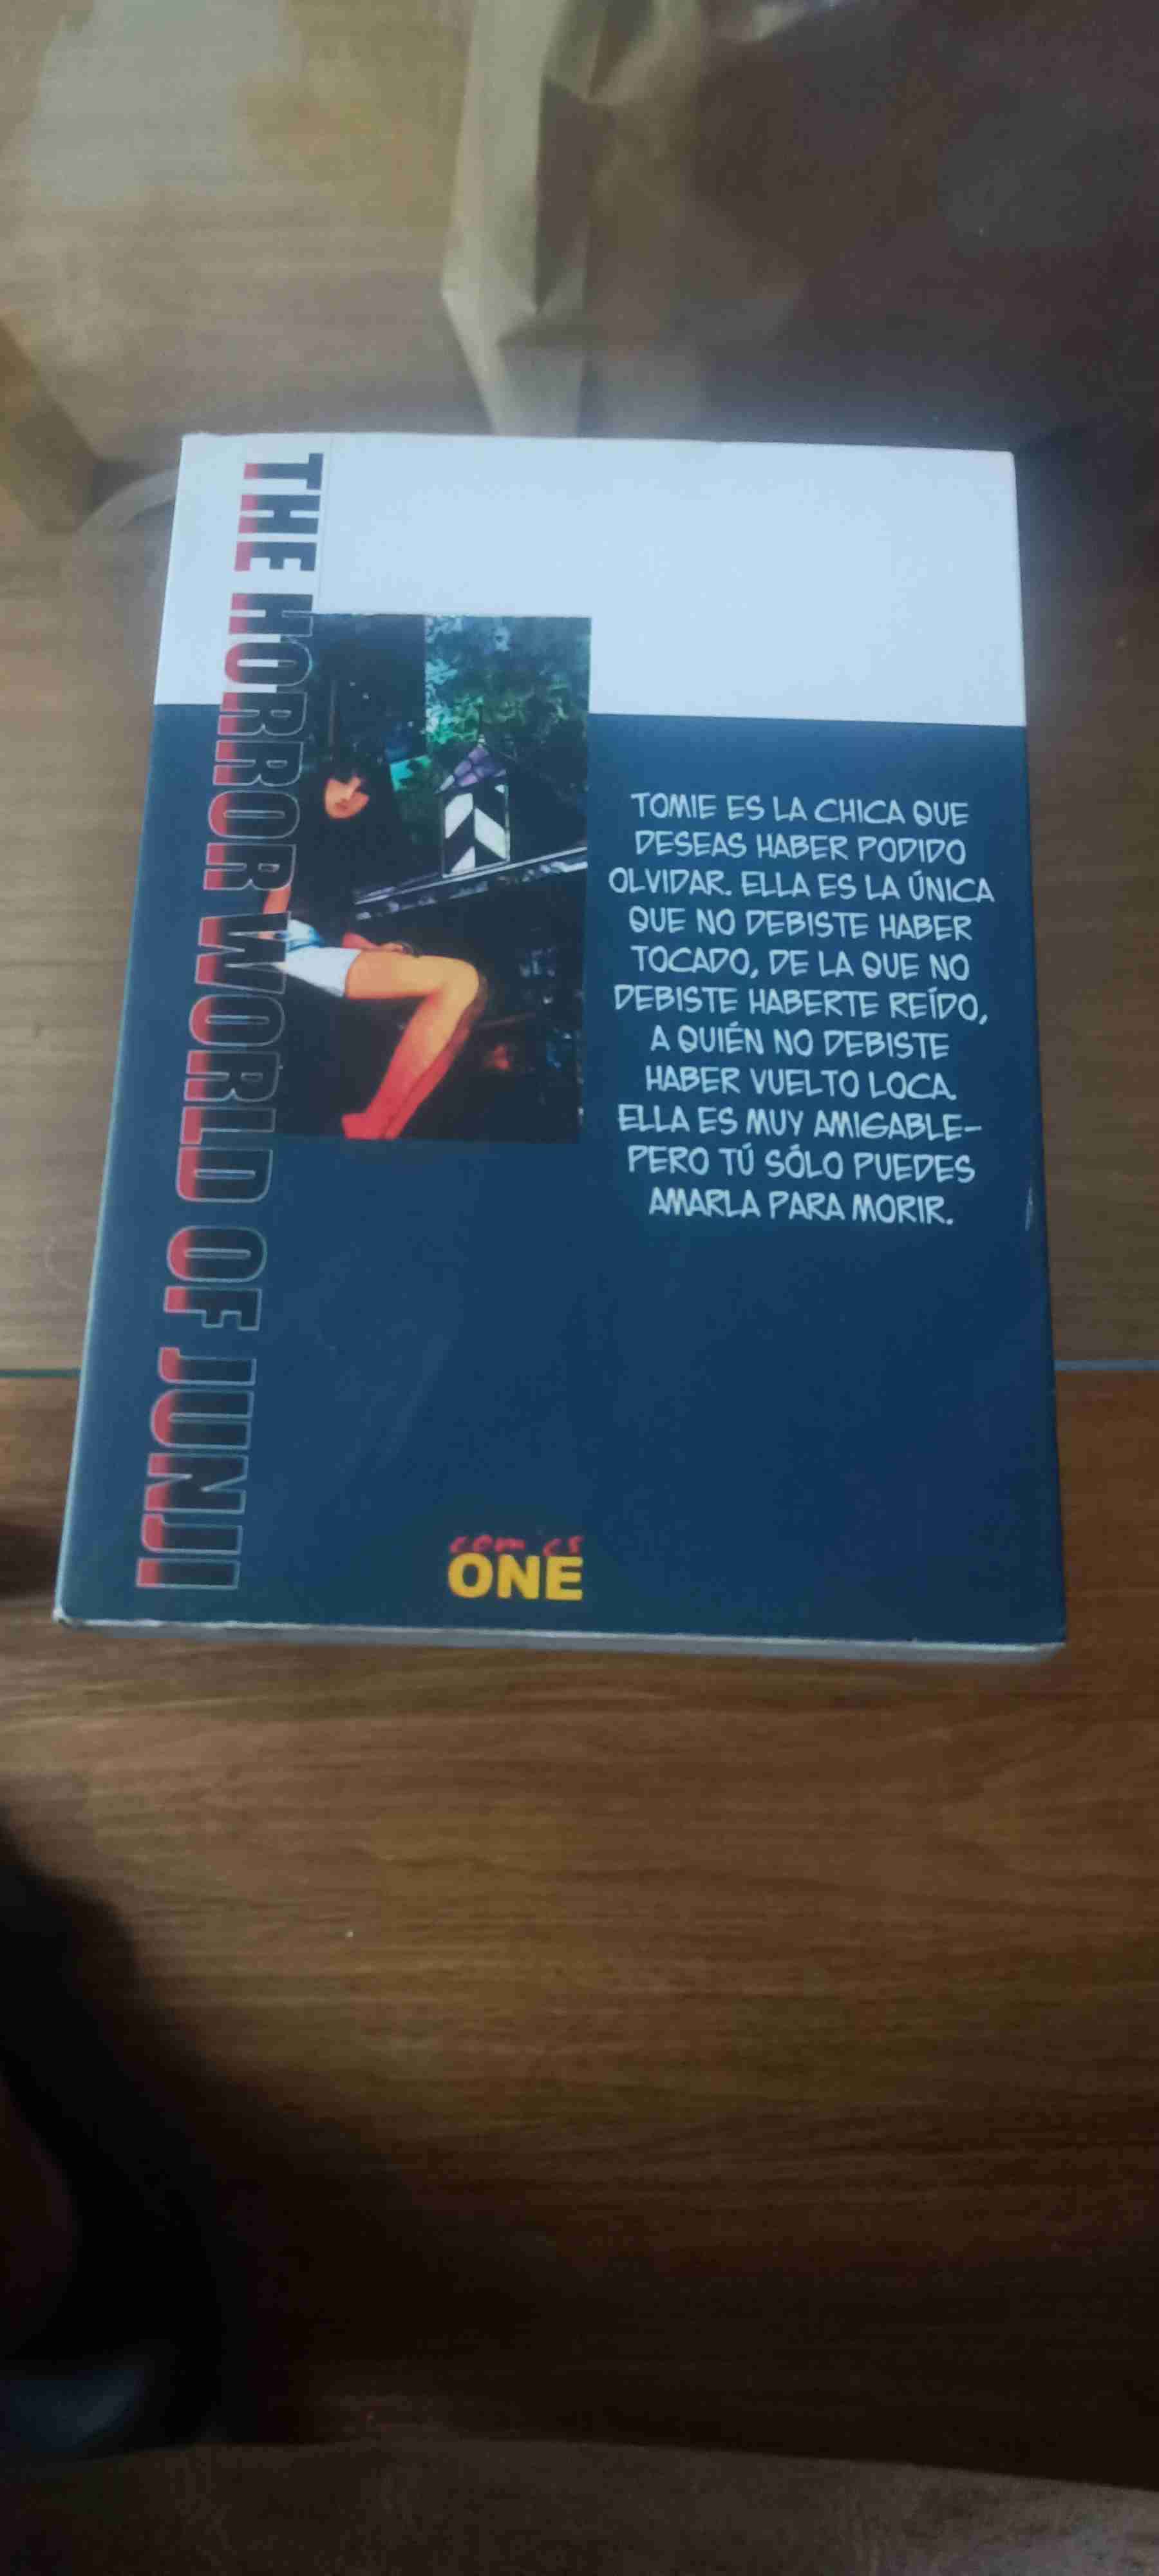 THE HORROR WORLD OF JUNJI
TOMIE ES LA CHICA QUE
DESEAS HABER PODIDO
OLVIDAR. ELLA ES LA ÚNICA
QUE NO DEBISTE HABER
TOCADO, DE LA QUE NO
DEBISTE HABERTE REÍDO,
A QUIÉN NO DEBISTE
HABER VUELTO LOCA.
ELLA ES MUY AMIGABLE-
PERO TÚ SÓLO PUEDES
AMARLA PARA MORIR.
comics
ONE